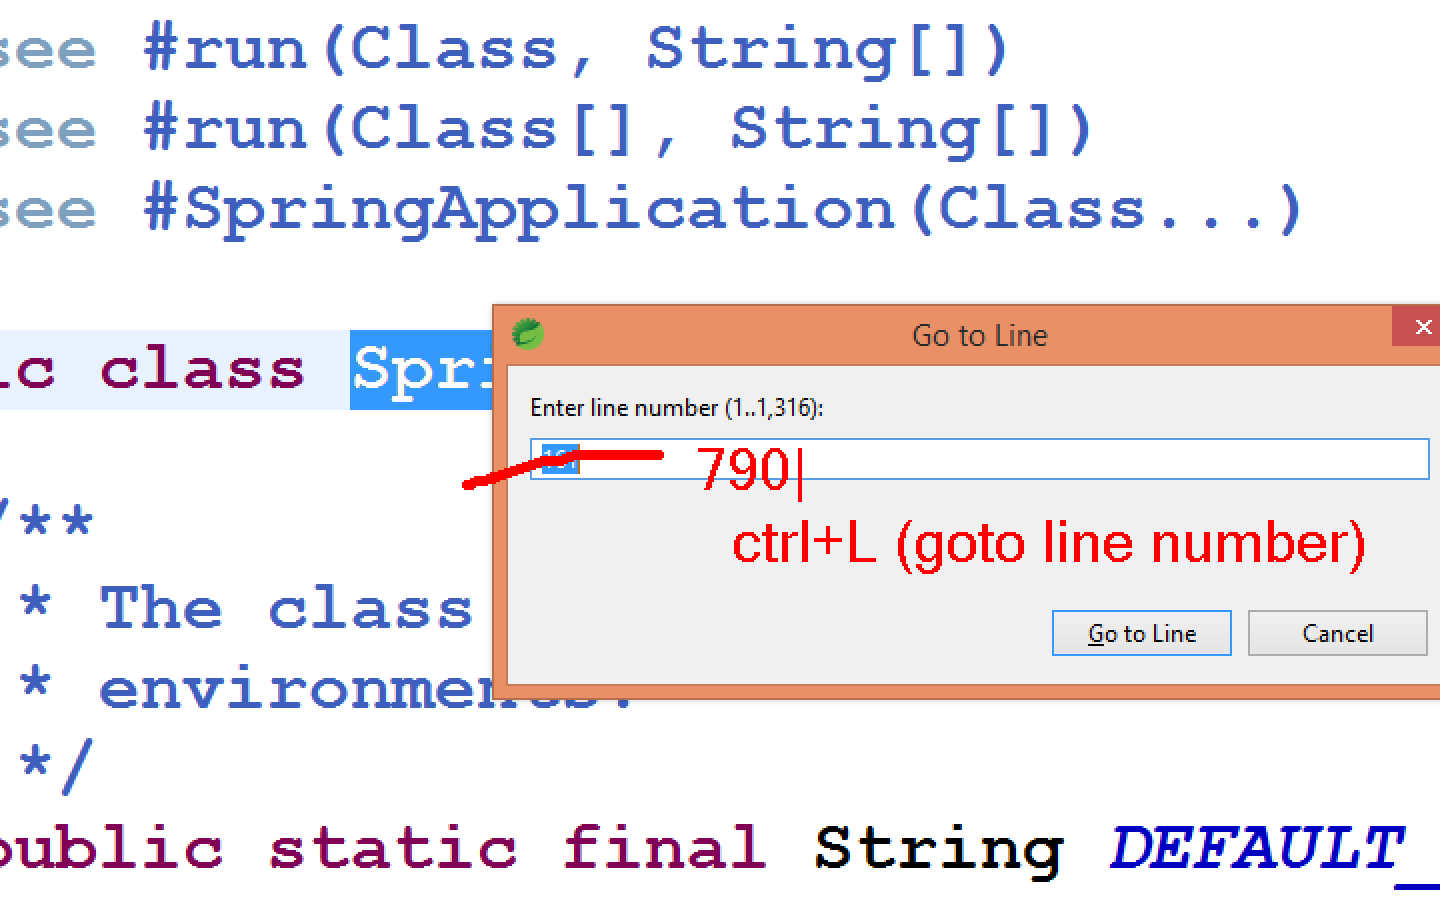 see #run(Class, String[])
see #run(Class[], String[])
see #SpringApplication(Class...)
Go to Line
ic class Spri
Enter line number (1..1,316):
790|
/**
ctrl+L (goto line number)
* The class
Go to Line Cancel
* environments.
*/
public static final String DEFAULT_